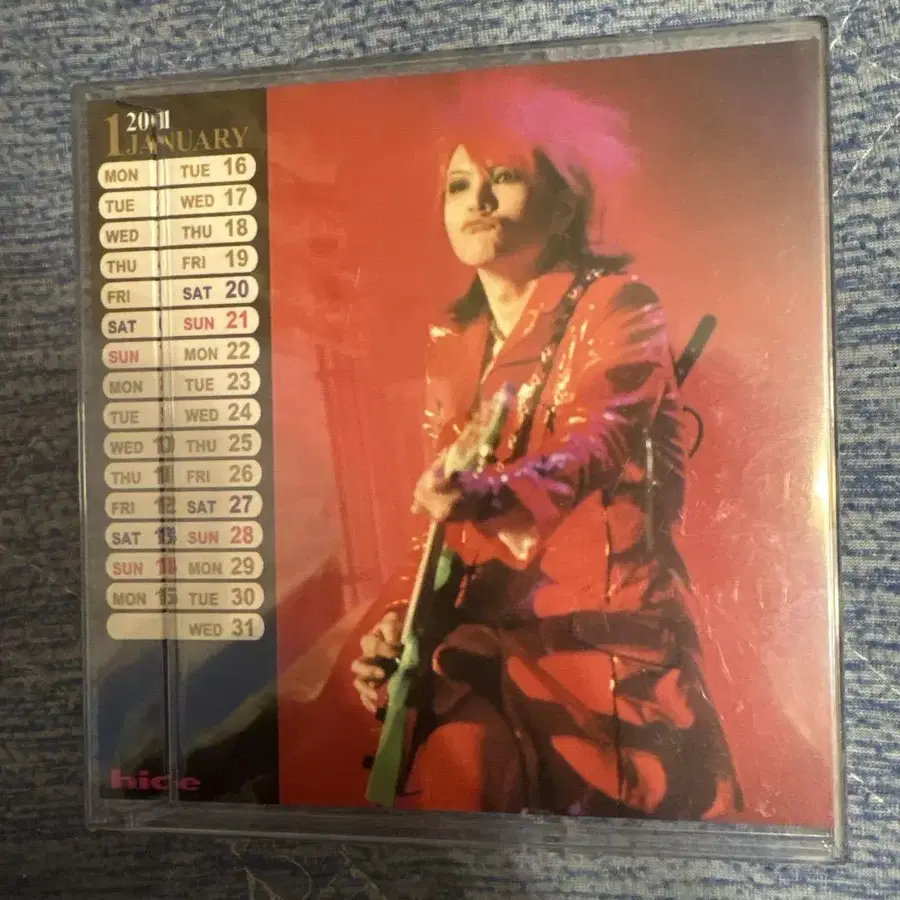 2001
1 JANUARY
MON TUE 16
TUE WED 17
WED THU 18
THU FRI 19
FRI SAT 20
SAT SUN 21
SUN MON 22
MON TUE 23
TUE WED 24
WED 10 THU 25
THU 11 FRI 26
FRI 12 SAT 27
SAT 13 SUN 28
SUN 14 MON 29
MON 15 TUE 30
WED 31
hide